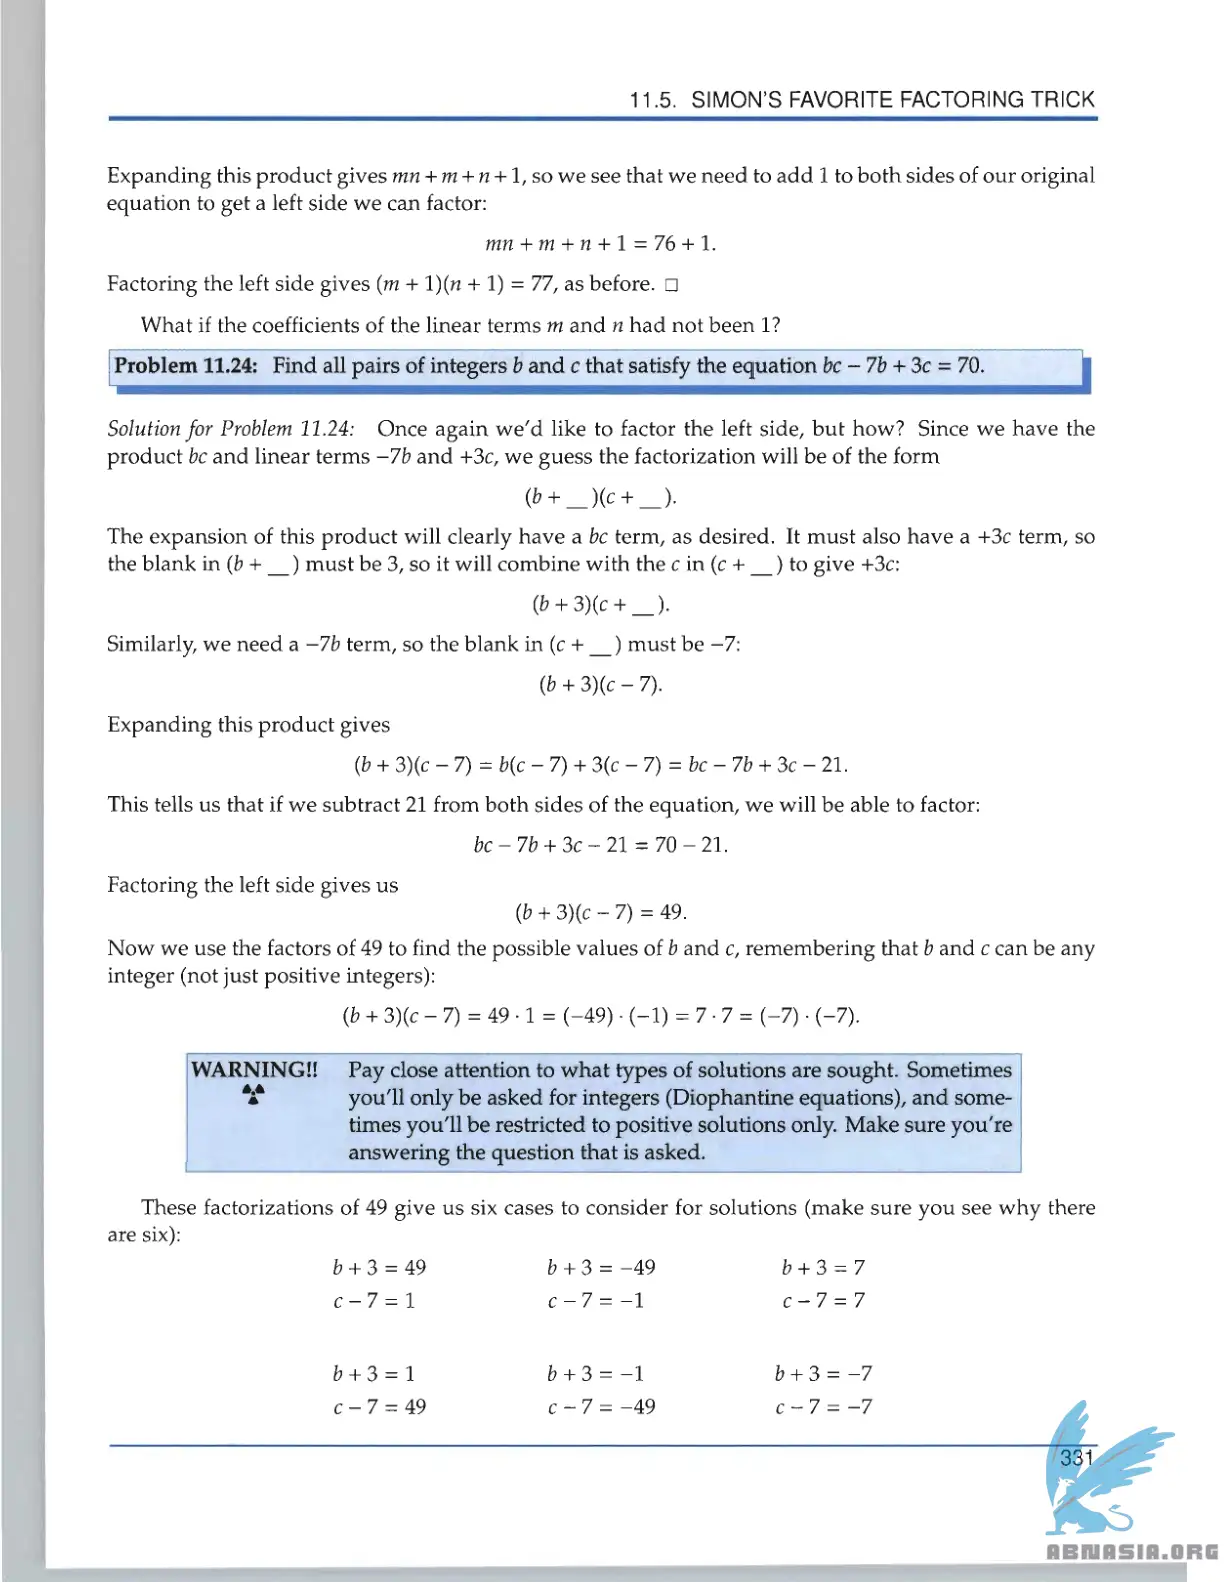 11.5. SIMON'S FAVORITE FACTORING TRICK
Expanding this product gives mn + m + n + 1, so we see that we need to add 1 to both sides of our original
equation to get a left side we can factor:
mn + m + n + 1 = 76 + 1.
Factoring the left side gives (m + 1)(n + 1) = 77, as before. □
What if the coefficients of the linear terms m and n had not been 1?
Problem 11.24: Find all pairs of integers b and c that satisfy the equation bc − 7b + 3c = 70.
Solution for Problem 11.24: Once again we'd like to factor the left side, but how? Since we have the
product bc and linear terms −7b and +3c, we guess the factorization will be of the form
(b + __)(c + __).
The expansion of this product will clearly have a bc term, as desired. It must also have a +3c term, so
the blank in (b + __) must be 3, so it will combine with the c in (c + __) to give +3c:
(b + 3)(c + __).
Similarly, we need a −7b term, so the blank in (c + __) must be −7:
(b + 3)(c − 7).
Expanding this product gives
(b + 3)(c − 7) = b(c − 7) + 3(c − 7) = bc − 7b + 3c − 21.
This tells us that if we subtract 21 from both sides of the equation, we will be able to factor:
bc − 7b + 3c − 21 = 70 − 21.
Factoring the left side gives us
(b + 3)(c − 7) = 49.
Now we use the factors of 49 to find the possible values of b and c, remembering that b and c can be any
integer (not just positive integers):
(b + 3)(c − 7) = 49 · 1 = (−49) · (−1) = 7 · 7 = (−7) · (−7).
WARNING!! Pay close attention to what types of solutions are sought. Sometimes
you'll only be asked for integers (Diophantine equations), and some-
times you'll be restricted to positive solutions only. Make sure you're
answering the question that is asked.
These factorizations of 49 give us six cases to consider for solutions (make sure you see why there
are six):
b + 3 = 49 b + 3 = −49 b + 3 = 7
c − 7 = 1 c − 7 = −1 c − 7 = 7
b + 3 = 1 b + 3 = −1 b + 3 = −7
c − 7 = 49 c − 7 = −49 c − 7 = −7
331
ABNASIA.ORG